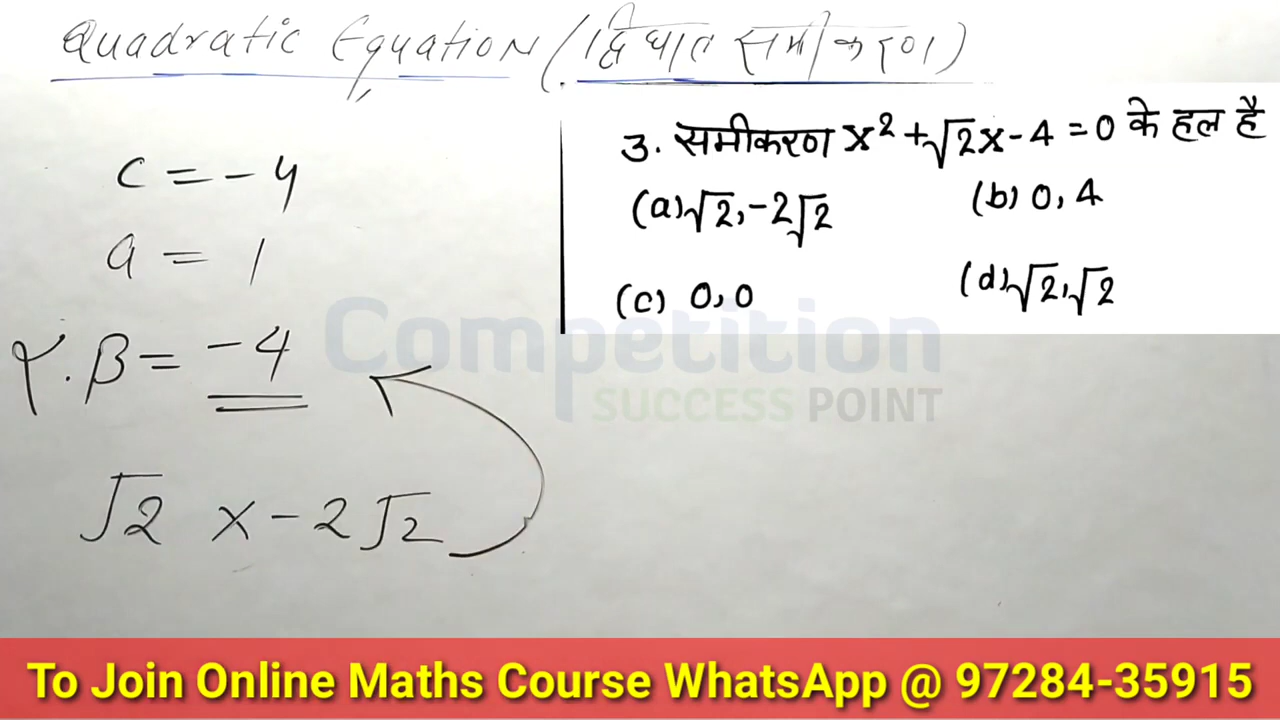 Quadratic Equation (द्विघात समीकरण)
3. समीकरण x² + √2x - 4 = 0 के हल है
(a) √2, -2√2 (b) 0, 4
(c) 0, 0 (d) √2, √2
c = -4
a = 1
α . β = -4
√2 x -2√2
Competition
SUCCESS POINT
To Join Online Maths Course WhatsApp @ 97284-35915